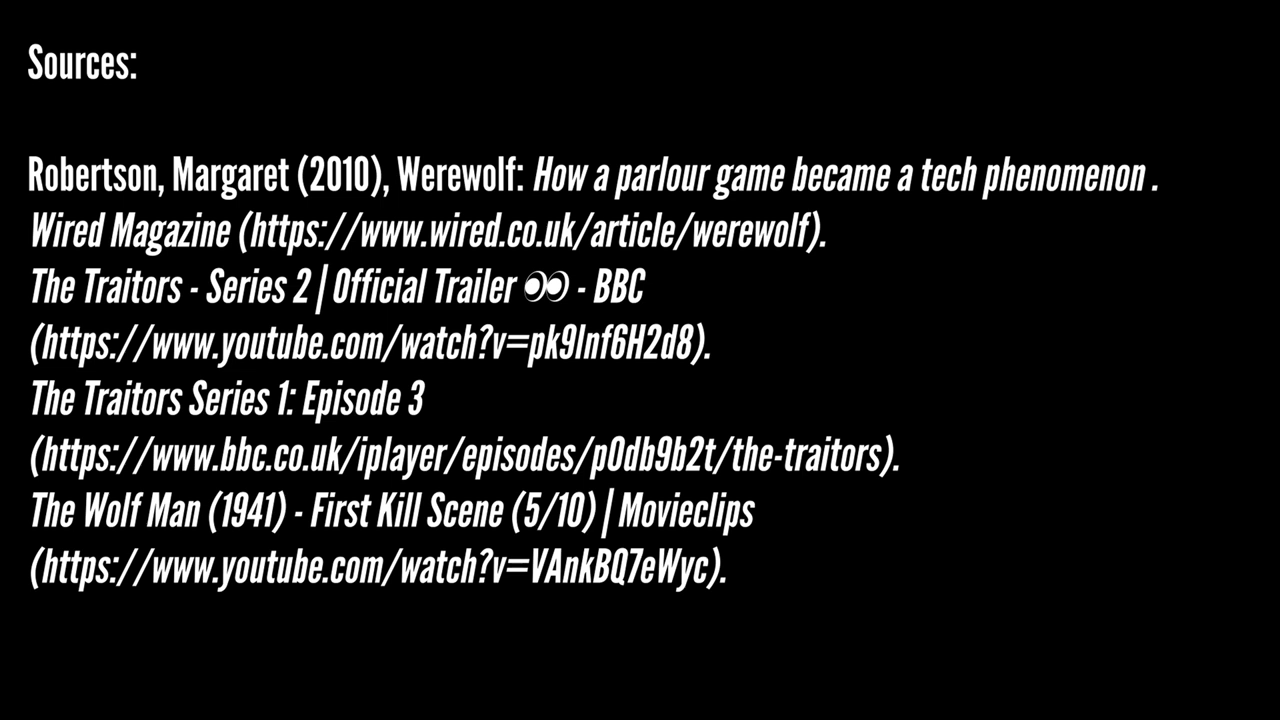 Sources:
Robertson, Margaret (2010), Werewolf: How a parlour game became a tech phenomenon .
Wired Magazine (https://www.wired.co.uk/article/werewolf).
The Traitors - Series 2 | Official Trailer 👀 - BBC
(https://www.youtube.com/watch?v=pk9Inf6H2d8).
The Traitors Series 1: Episode 3
(https://www.bbc.co.uk/iplayer/episodes/p0db9b2t/the-traitors).
The Wolf Man (1941) - First Kill Scene (5/10) | Movieclips
(https://www.youtube.com/watch?v=VAnkBQ7eWyc).